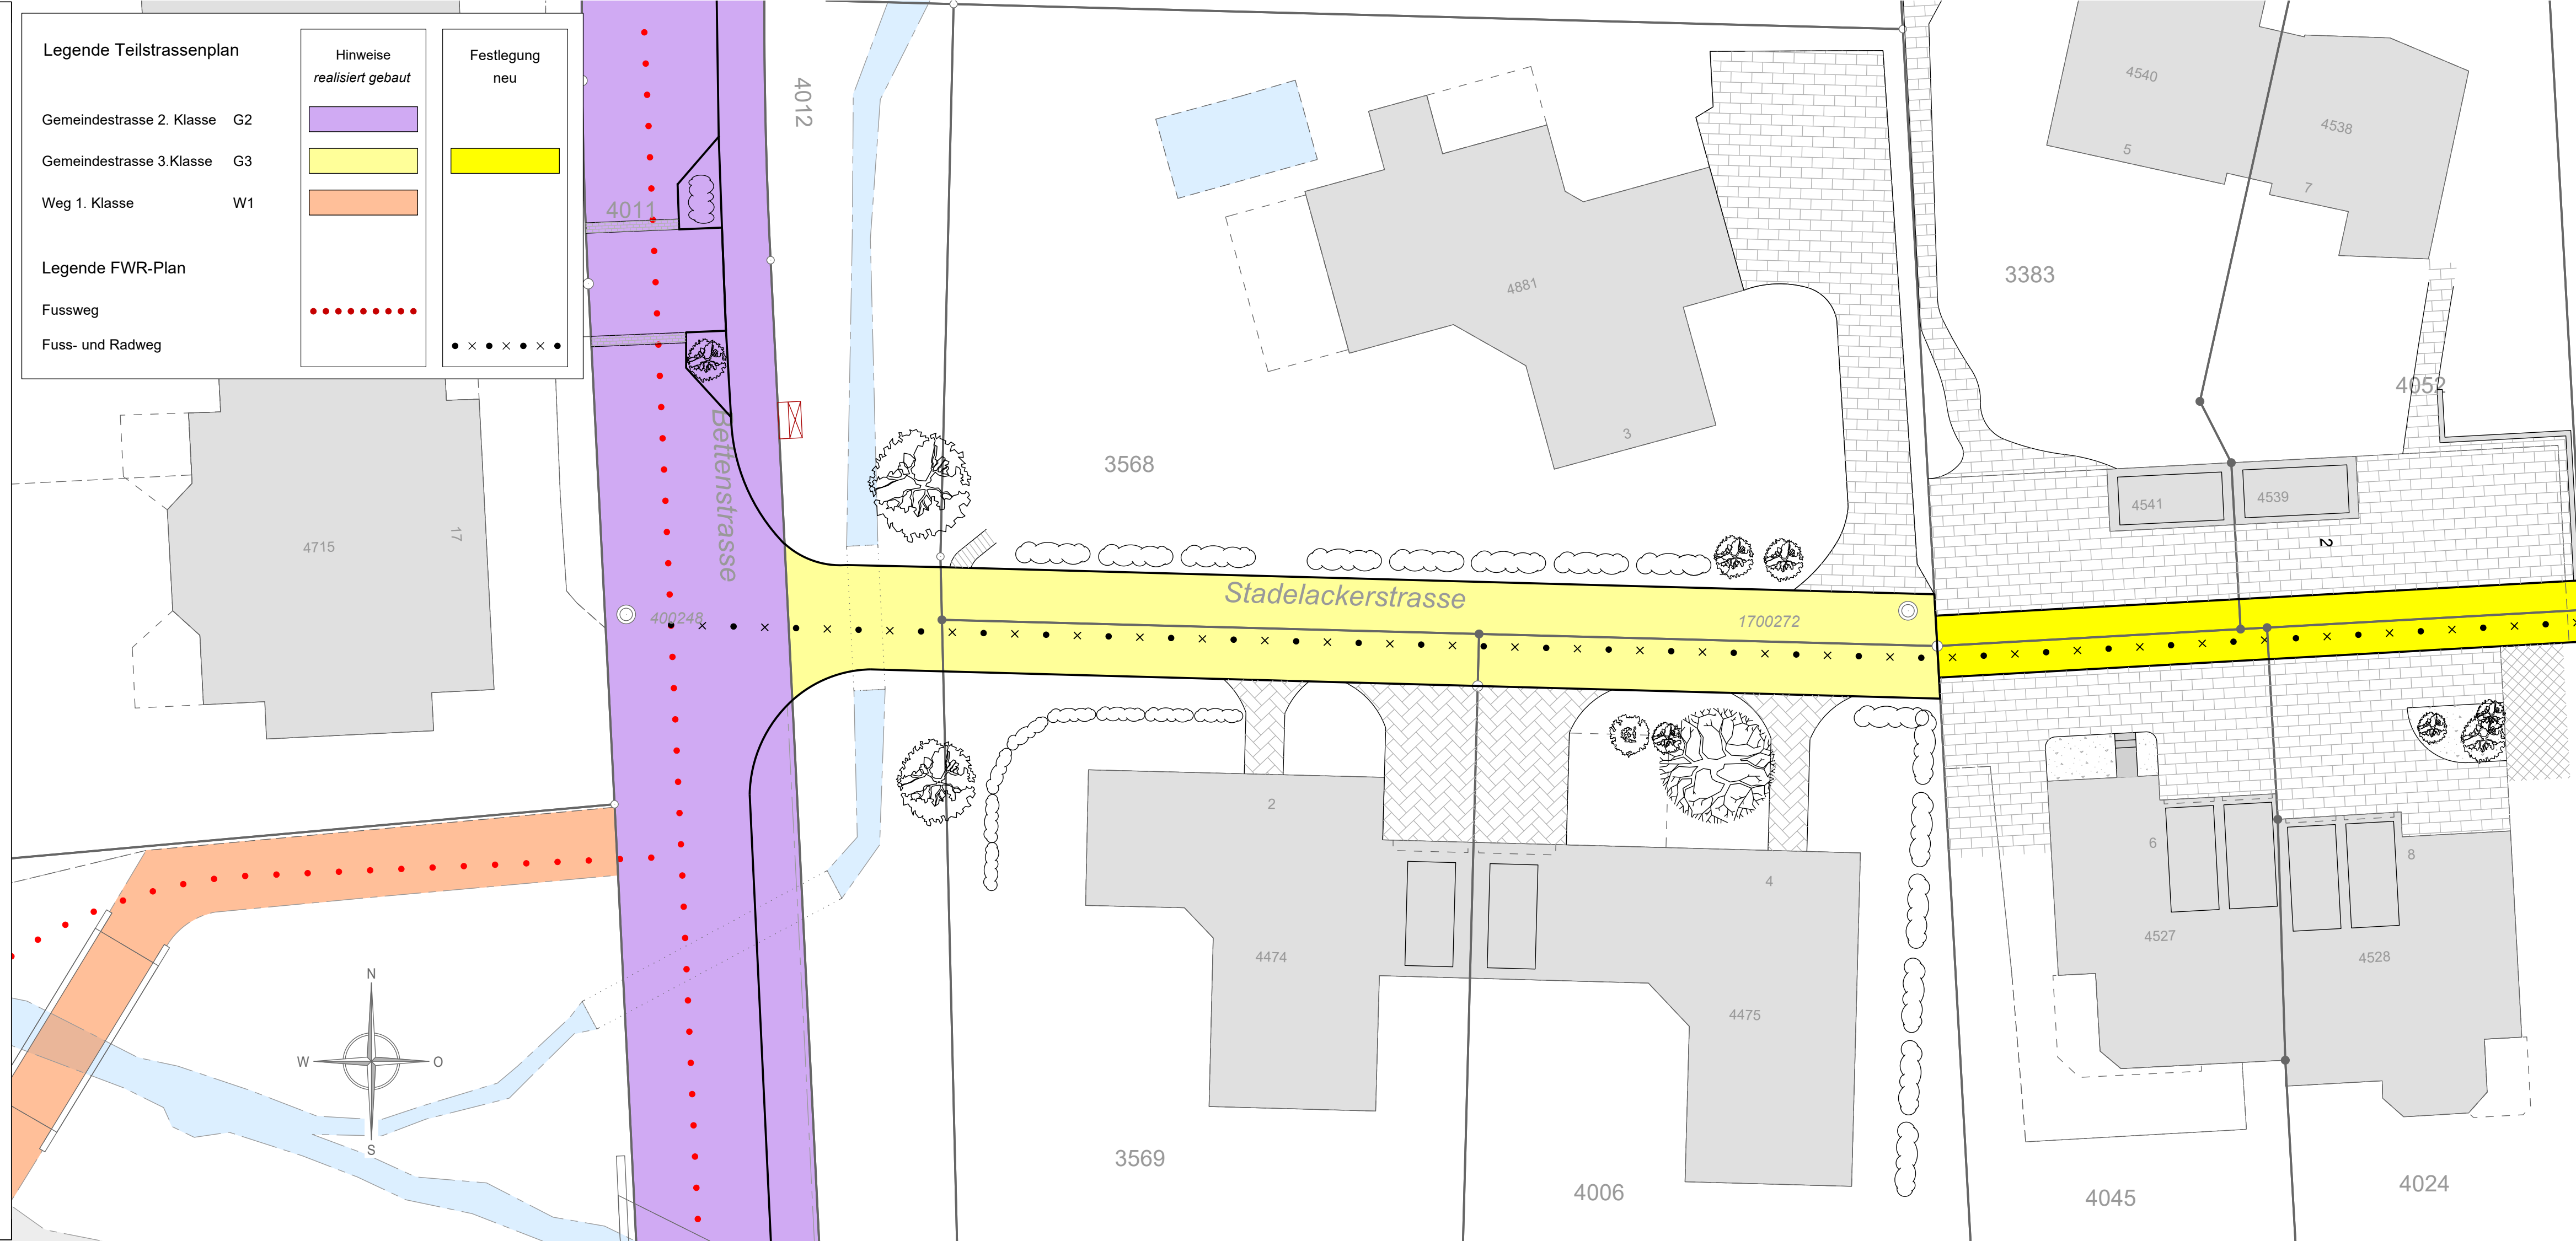 Legende Teilstrassenplan
Hinweise
realisiert gebaut
Festlegung
neu
Gemeindestrasse 2. Klasse G2
Gemeindestrasse 3.Klasse G3
Weg 1. Klasse W1
Legende FWR-Plan
Fussweg
Fuss- und Radweg
4012
4011
4540
4538
5
7
3383
4881
3
4052
3568
Bettenstrasse
17
4715
4541
4539
2
400248
Stadelackerstrasse
1700272
2
4
6
8
4474
4475
4527
4528
N
W
O
S
3569
4006
4045
4024